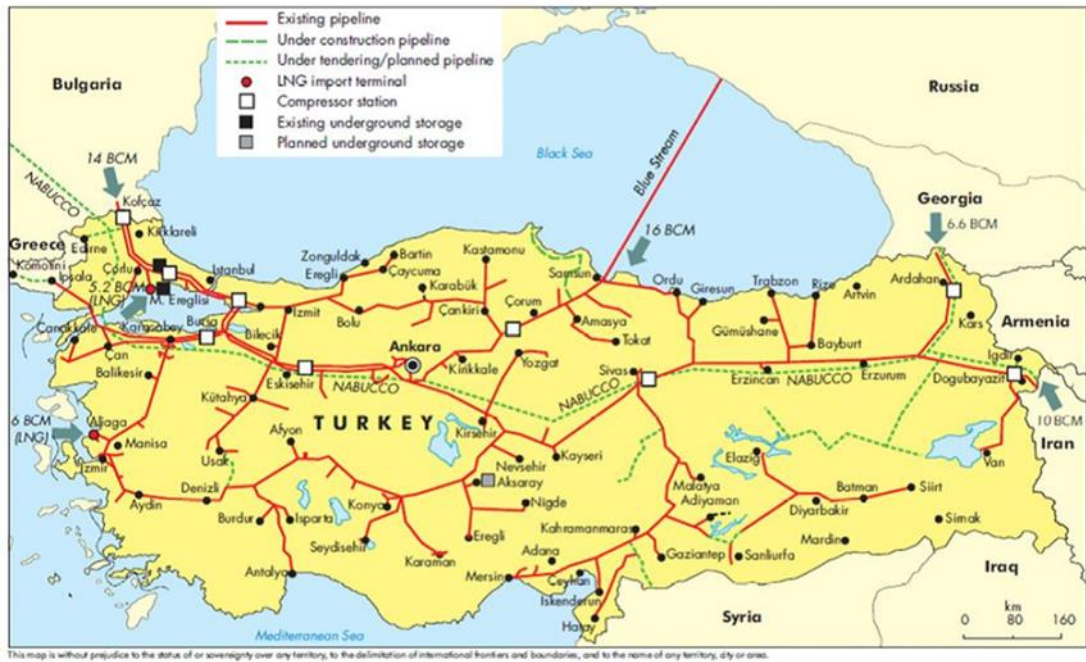 Existing pipeline
Under construction pipeline
Under tendering/planned pipeline
LNG import terminal
Compressor station
Existing underground storage
Planned underground storage
Bulgaria
Russia
Black Sea
Blue Stream
14 BCM
NABUCCO
Kofçaz
Georgia
6.6 BCM
16 BCM
Greece
Edirne
Kirklareli
Komotini
Ipsala
Çorlu
Istanbul
5.2 BCM
(LNG)
M. Ereglisi
Zonguldak
Eregli
Bartin
Çaycuma
Kastamonu
Karabük
Samsun
Ordu
Giresun
Trabzon
Rize
Artvin
Ardahan
Kars
Armenia
Çanakkale
Karacabey
Bursa
Bilecik
Izmit
Bolu
Çankiri
Çorum
Amasya
Tokat
Gümüshane
Bayburt
Igdir
Çan
Balikesir
Eskisehir
NABUCCO
Ankara
Kirikkale
Yozgat
Sivas
NABUCCO
Erzincan
NABUCCO
Erzurum
Dogubayazit
10 BCM
Iran
6 BCM
(LNG)
Aliaga
Manisa
Izmir
Kütahya
Usak
Afyon
TURKEY
Kirsehir
Nevsehir
Aksaray
Kayseri
Malatya
Elazig
Van
Aydin
Denizli
Burdur
Isparta
Konya
Seydisehir
Nigde
Eregli
Karaman
Adiyaman
Batman
Siirt
Diyarbakir
Mardin
Sirnak
Antalya
Mersin
Adana
Ceyhan
Iskenderun
Hatay
Kahramanmaras
Gaziantep
Sanliurfa
Mediterranean Sea
Syria
Iraq
km
0 80 160
This map is without prejudice to the status of or sovereignty over any territory, to the delimitation of international frontiers and boundaries, and to the name of any territory, city or area.